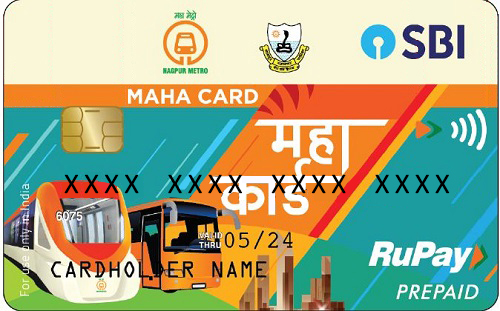 माझी मेट्रो
NAGPUR METRO
SBI
MAHA CARD
महा
कार्ड
XXXX XXXX XXXX XXXX
6075
VALID
THRU 05/24
CARDHOLDER NAME
For use only in India
RuPay
PREPAID